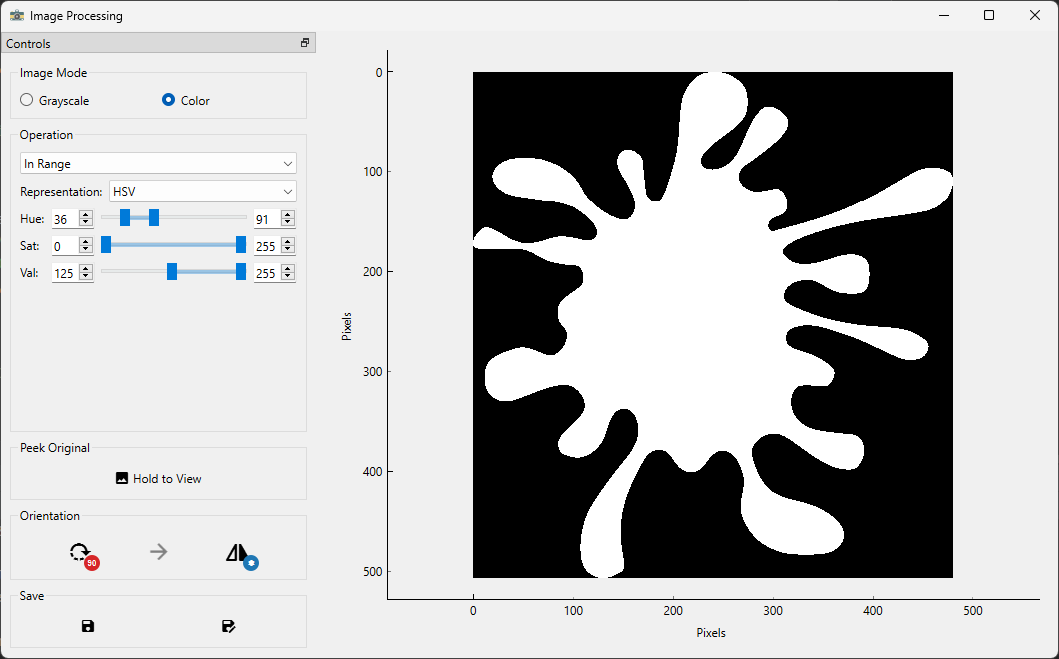 Image Processing
Controls
Image Mode
Grayscale
Color
Operation
In Range
Representation: HSV
Hue: 36 91
Sat: 0 255
Val: 125 255
Peek Original
Hold to View
Orientation
90
Save
0
100
200
300
400
500
Pixels
0 100 200 300 400 500
Pixels